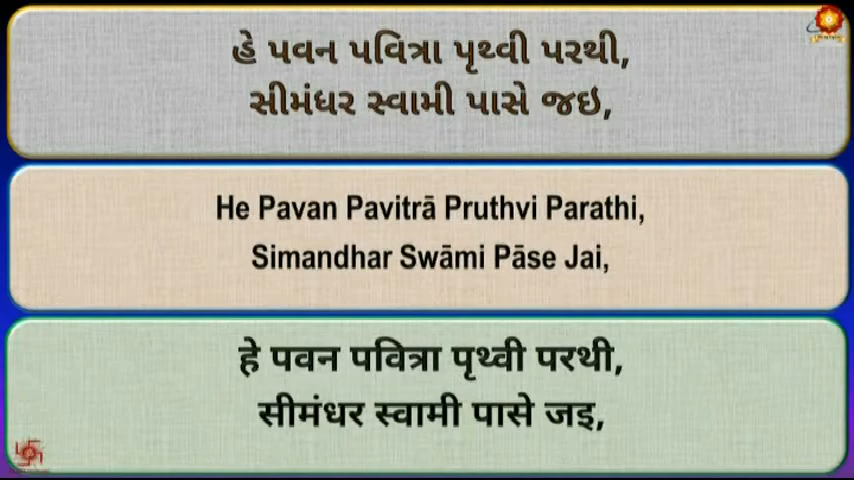 હે પવન પવિત્રા પૃથ્વી પરથી,
સીમંધર સ્વામી પાસે જઇ,
He Pavan Pavitrā Pruthvi Parathi,
Simandhar Swāmi Pāse Jai,
हे पवन पवित्रा पृथ्वी परथी,
सीमंधर स्वामी पासे जइ,